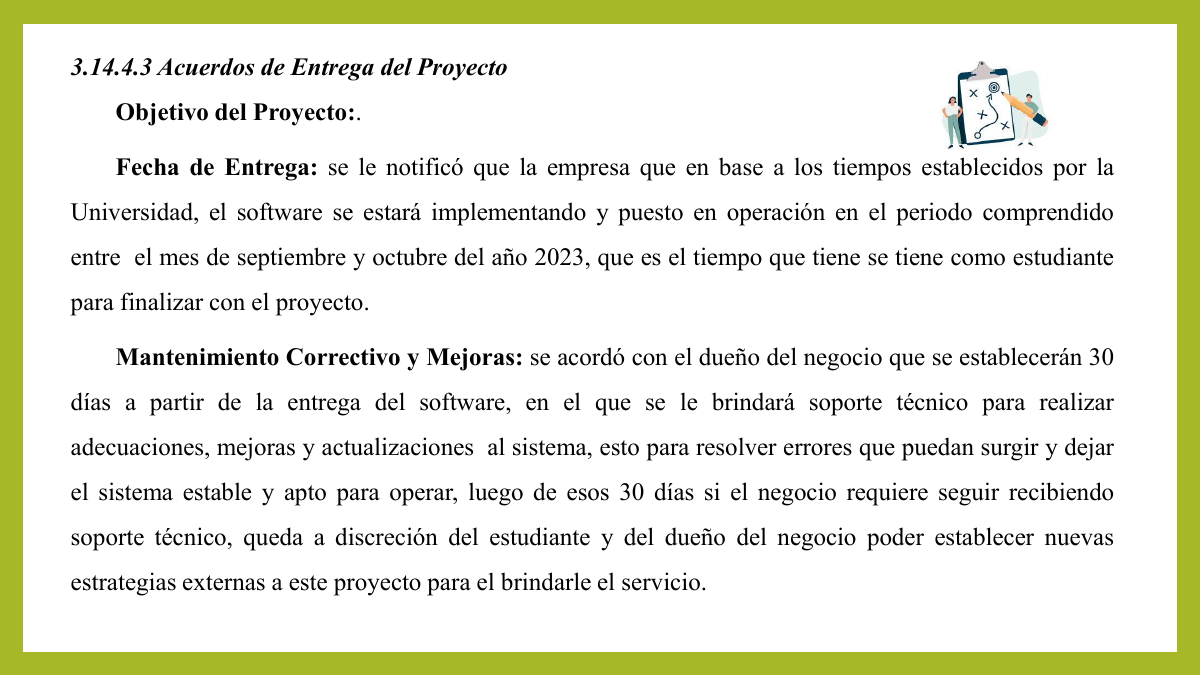 3.14.4.3 Acuerdos de Entrega del Proyecto
Objetivo del Proyecto:.
Fecha de Entrega: se le notificó que la empresa que en base a los tiempos establecidos por la
Universidad, el software se estará implementando y puesto en operación en el periodo comprendido
entre  el mes de septiembre y octubre del año 2023, que es el tiempo que tiene se tiene como estudiante
para finalizar con el proyecto.
Mantenimiento Correctivo y Mejoras: se acordó con el dueño del negocio que se establecerán 30
días a partir de la entrega del software, en el que se le brindará soporte técnico para realizar
adecuaciones, mejoras y actualizaciones  al sistema, esto para resolver errores que puedan surgir y dejar
el sistema estable y apto para operar, luego de esos 30 días si el negocio requiere seguir recibiendo
soporte técnico, queda a discreción del estudiante y del dueño del negocio poder establecer nuevas
estrategias externas a este proyecto para el brindarle el servicio.